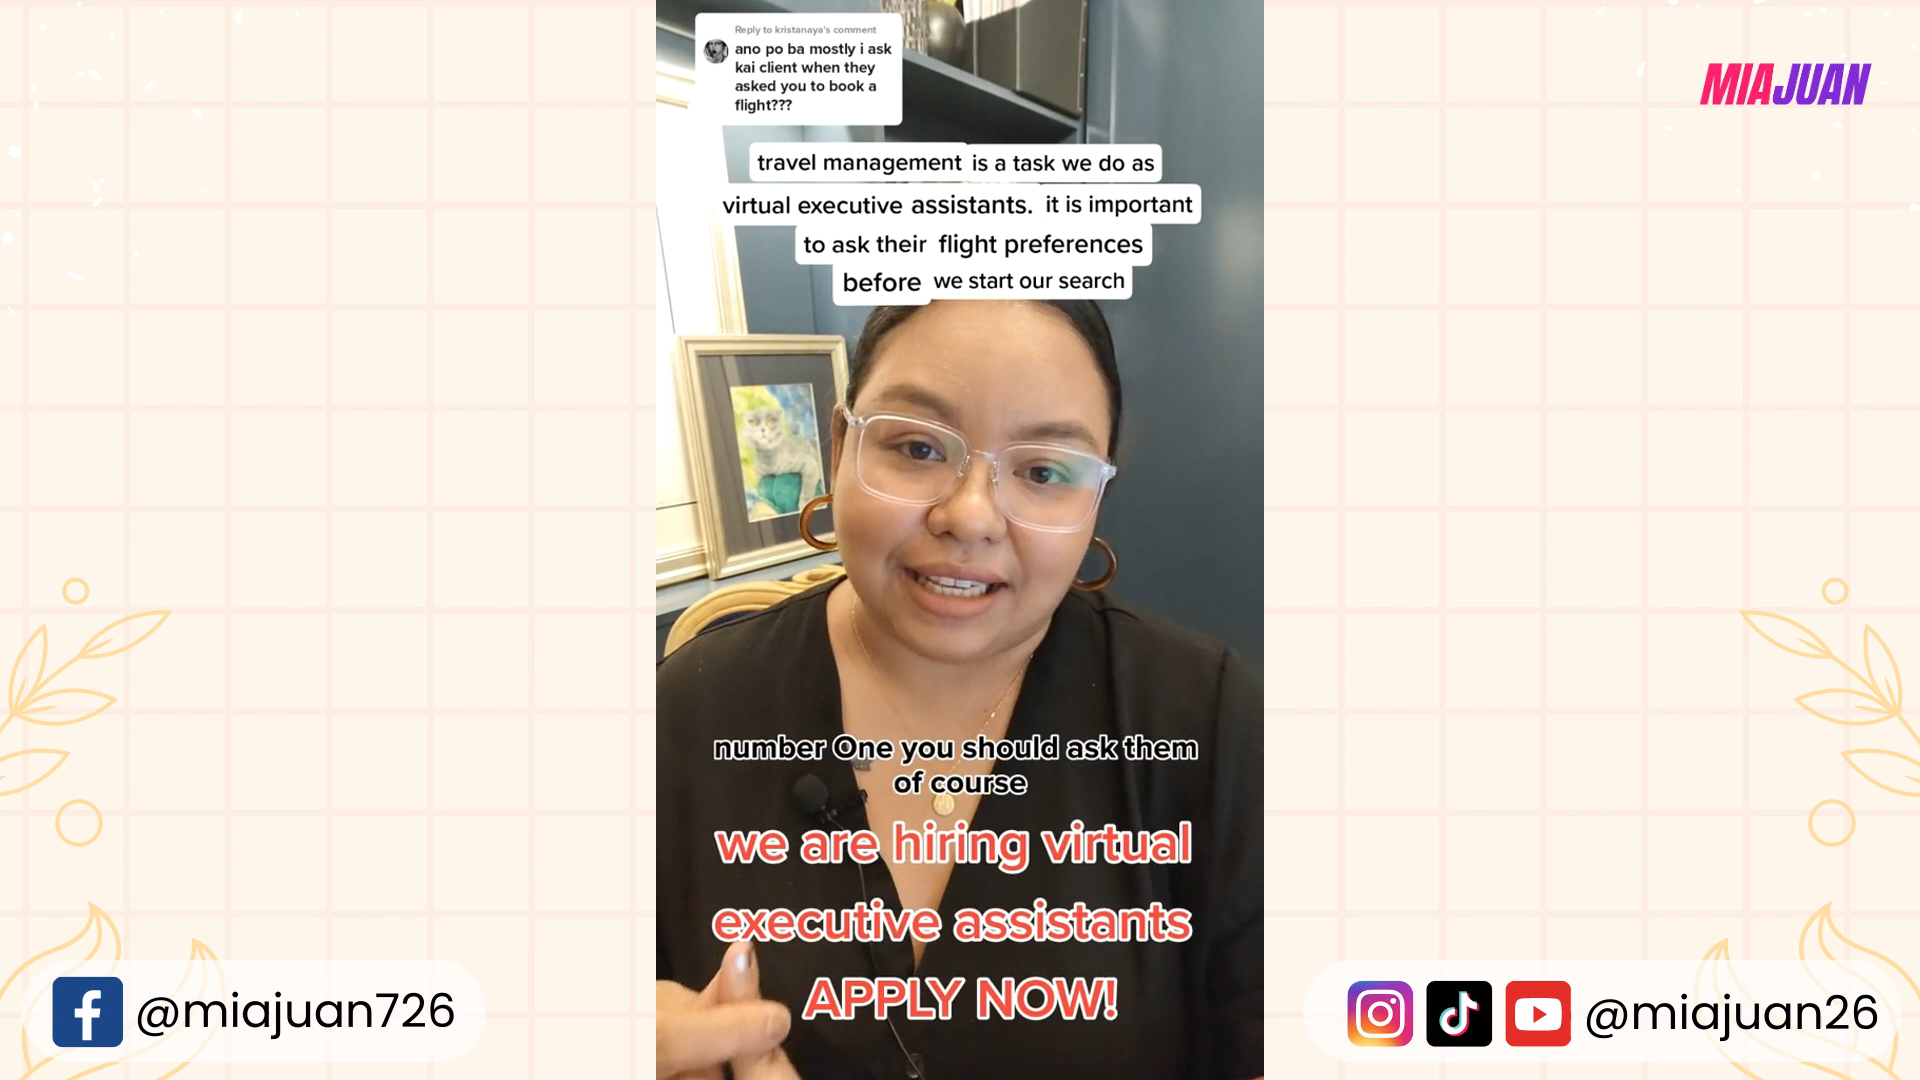 Reply to kristanaya's comment
ano po ba mostly i ask
kai client when they
asked you to book a
flight???
MIAJUAN
travel management is a task we do as
virtual executive assistants. it is important
to ask their flight preferences
before we start our search
number One you should ask them
of course
we are hiring virtual
executive assistants
APPLY NOW!
@miajuan726
@miajuan26